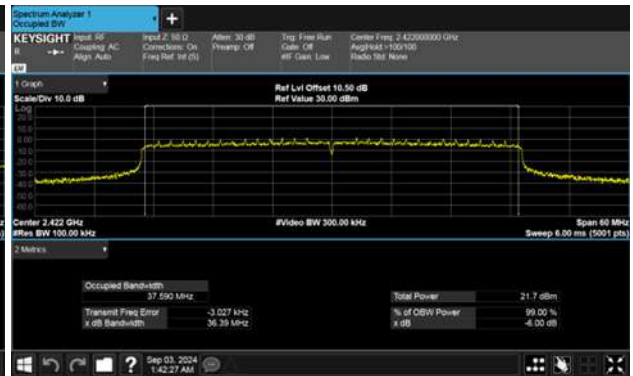 Spectrum Analyzer 1
Occupied BW
+
KEYSIGHT Input: RF Input Z: 50 Ω Atten: 30 dB Trig: Free Run Center Freq: 2.422000000 GHz
R Coupling: AC Corrections: On Preamp: Off Gate: Off Avg|Hold: >100/100
Align: Auto Freq Ref: Int (S) #IF Gain: Low Radio Std: None
1 Graph
Scale/Div 10.0 dB
Ref Lvl Offset 10.50 dB
Ref Value 30.00 dBm
Log
20.0
10.0
0.00
-10.0
-20.0
-30.0
-40.0
-50.0
-60.0
Center 2.422 GHz #Video BW 300.00 kHz Span 60 MHz
#Res BW 100.00 kHz Sweep 6.00 ms (5001 pts)
2 Metrics
Occupied Bandwidth
37.590 MHz Total Power 21.7 dBm
Transmit Freq Error -3.027 kHz % of OBW Power 99.00 %
x dB Bandwidth 36.39 MHz x dB -6.00 dB
? Sep 03, 2024
1:42:27 AM